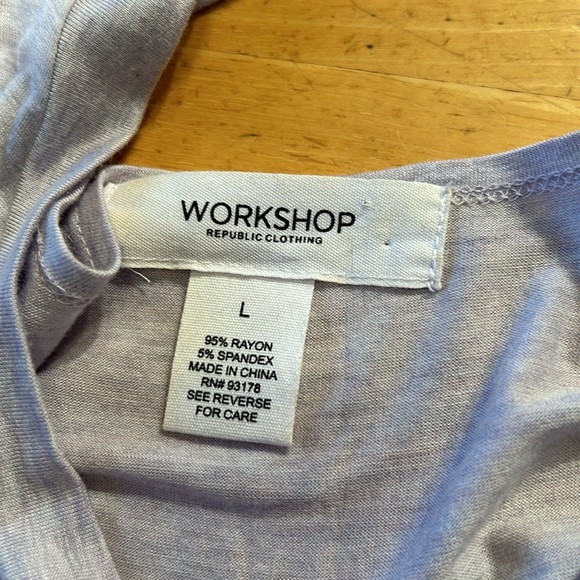 WORKSHOP
REPUBLIC CLOTHING
L
95% RAYON
5% SPANDEX
MADE IN CHINA
RN# 93178
SEE REVERSE
FOR CARE